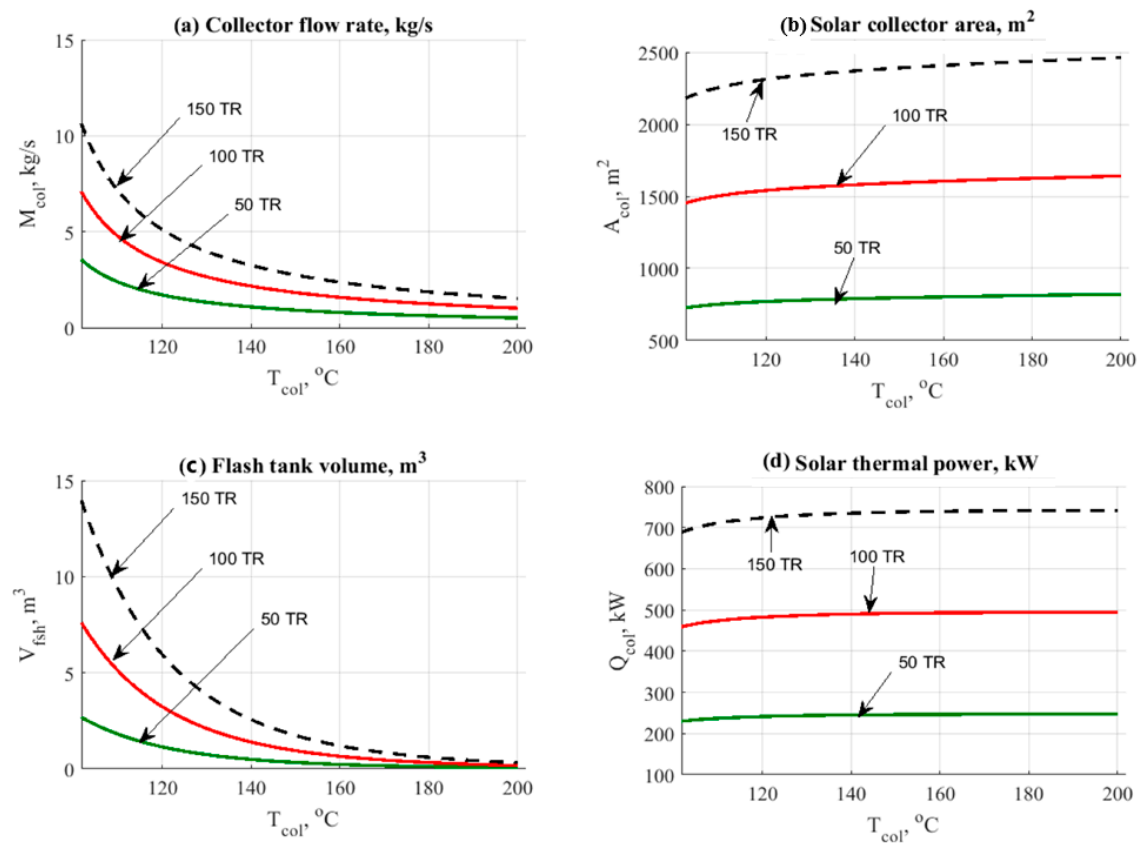 (a) Collector flow rate, kg/s
15
10
5
0
M_col, kg/s
150 TR
100 TR
50 TR
120 140 160 180 200
T_col, °C
(b) Solar collector area, m²
2500
2000
1500
1000
500
A_col, m²
150 TR
100 TR
50 TR
120 140 160 180 200
T_col, °C
(c) Flash tank volume, m³
15
10
5
0
V_fsh, m³
150 TR
100 TR
50 TR
120 140 160 180 200
T_col, °C
(d) Solar thermal power, kW
800
700
600
500
400
300
200
100
Q_col, kW
150 TR
100 TR
50 TR
120 140 160 180 200
T_col, °C